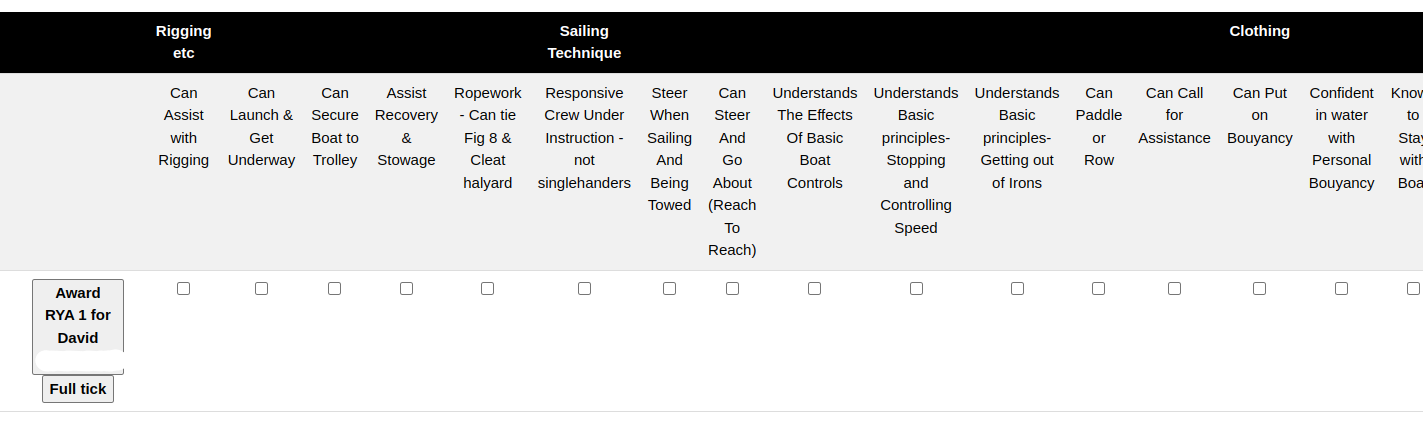 Rigging
etc
Sailing
Technique
Clothing
Can
Assist
with
Rigging
Can
Launch &
Get
Underway
Can
Secure
Boat to
Trolley
Assist
Recovery
&
Stowage
Ropework
- Can tie
Fig 8 &
Cleat
halyard
Responsive
Crew Under
Instruction -
not
singlehanders
Steer
When
Sailing
And
Being
Towed
Can
Steer
And
Go
About
(Reach
To
Reach)
Understands
The Effects
Of Basic
Boat
Controls
Understands
Basic
principles-
Stopping
and
Controlling
Speed
Understands
Basic
principles-
Getting out
of Irons
Can
Paddle
or
Row
Can Call
for
Assistance
Can Put
on
Bouyancy
Confident
in water
with
Personal
Bouyancy
Know
to
Stay
with
Boa
Award
RYA 1 for
David
Full tick